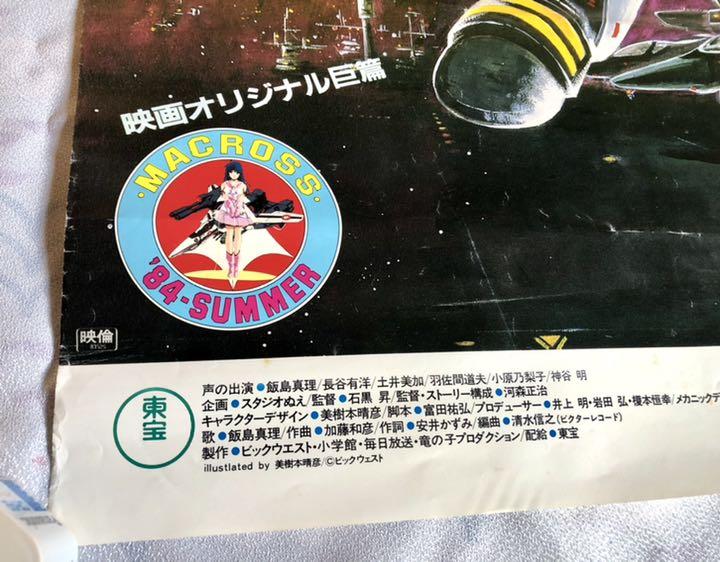 映画オリジナル巨篇
・MACROSS・
'84-SUMMER
映倫
東宝
声の出演●飯島真理/長谷有洋/土井美加/羽佐間道夫/小原乃梨子/神谷 明
企画●スタジオぬえ/監督●石黒 昇/監督・ストーリー構成●河森正治
キャラクターデザイン●美樹本晴彦/脚本●富田祐弘/プロデューサー●井上 明・岩田 弘・榎本恒幸/メカニックデ
歌●飯島真理/作曲●加藤和彦/作詞●安井かずみ/編曲●清水信之(ビクターレコード)
製作●ビックウエスト・小学館・毎日放送・竜の子プロダクション/配給●東宝
illustlated by 美樹本晴彦/©ビックウェスト